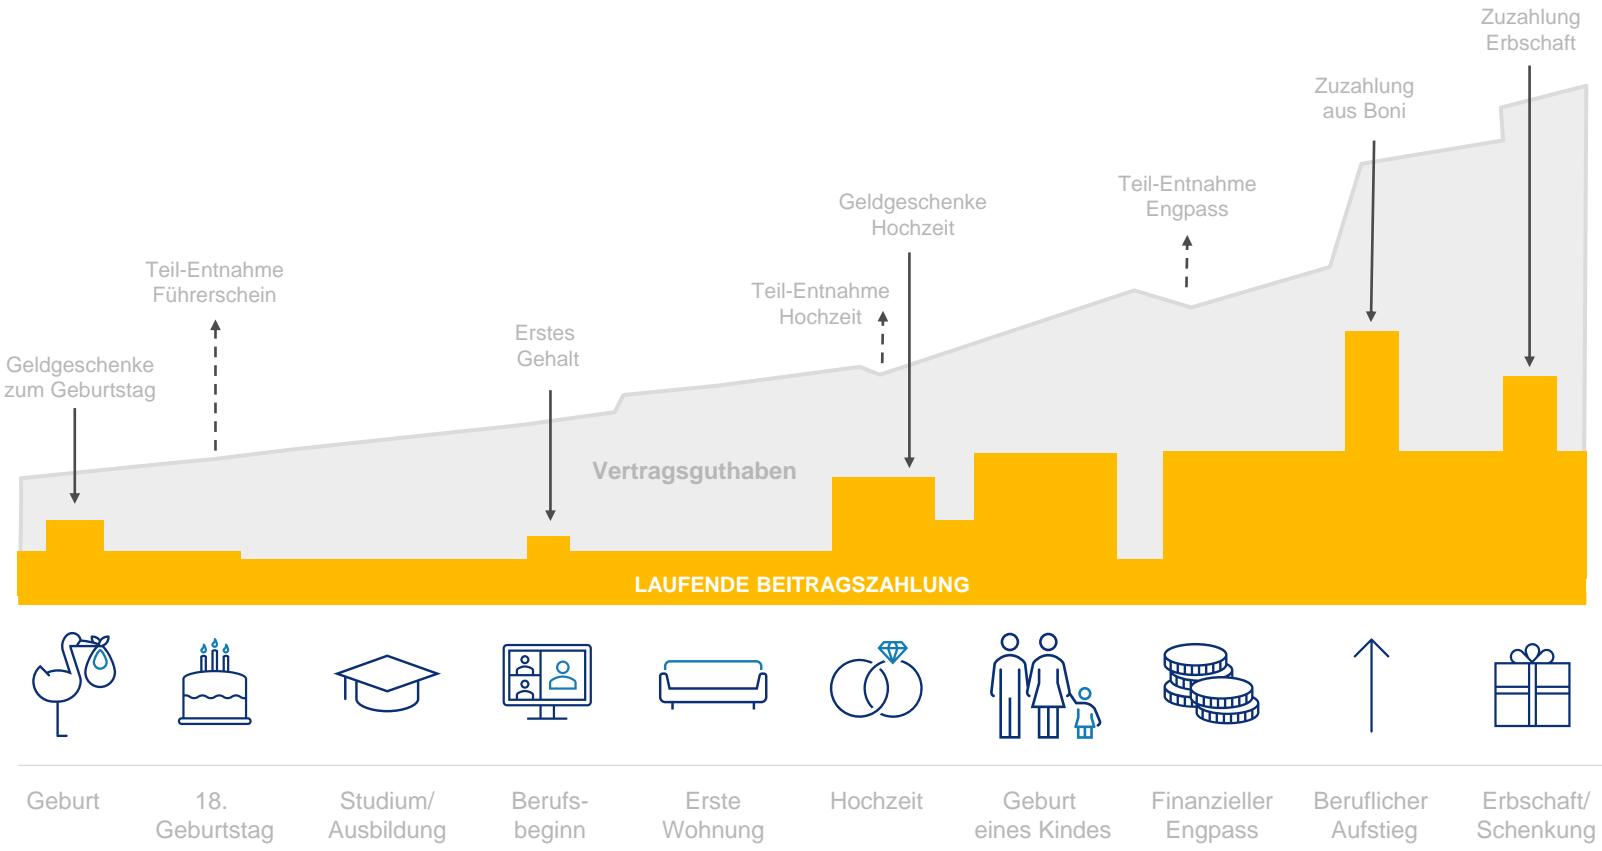 Zuzahlung
Erbschaft
Zuzahlung
aus Boni
Teil-Entnahme
Engpass
Geldgeschenke
Hochzeit
Teil-Entnahme
Führerschein
Teil-Entnahme
Hochzeit
Erstes
Gehalt
Geldgeschenke
zum Geburtstag
Vertragsguthaben
LAUFENDE BEITRAGSZAHLUNG
Geburt
18.
Geburtstag
Studium/
Ausbildung
Berufs-
beginn
Erste
Wohnung
Hochzeit
Geburt
eines Kindes
Finanzieller
Engpass
Beruflicher
Aufstieg
Erbschaft/
Schenkung